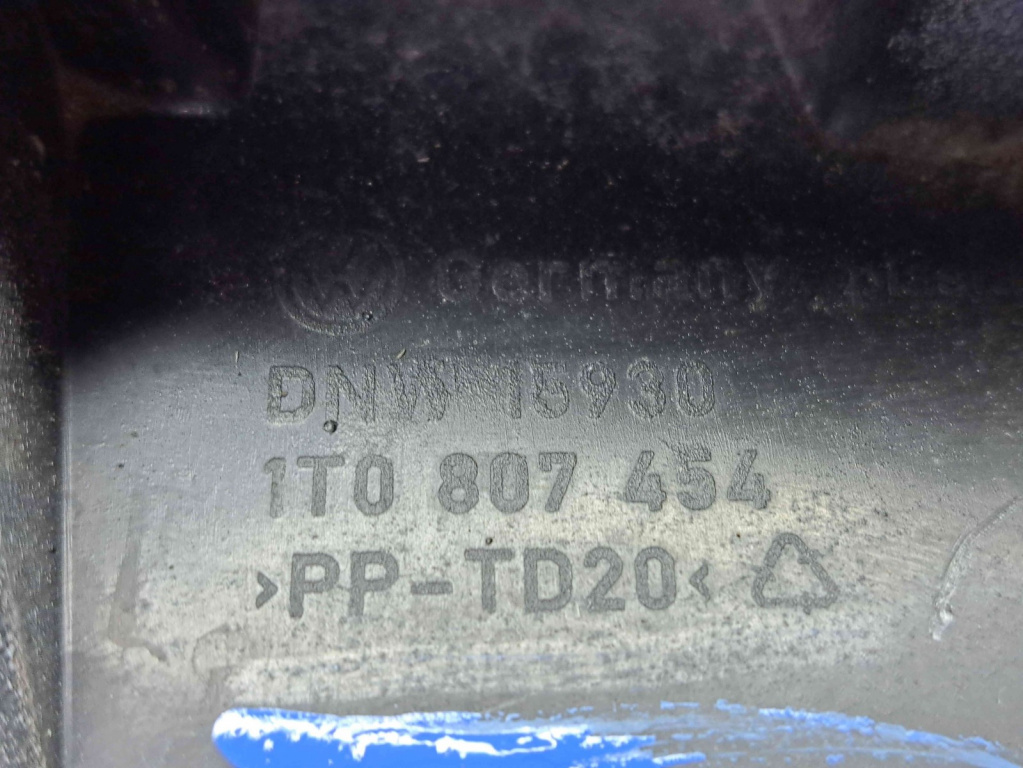 Germany
DNW 15930
1T0 807 454
>PP-TD20<